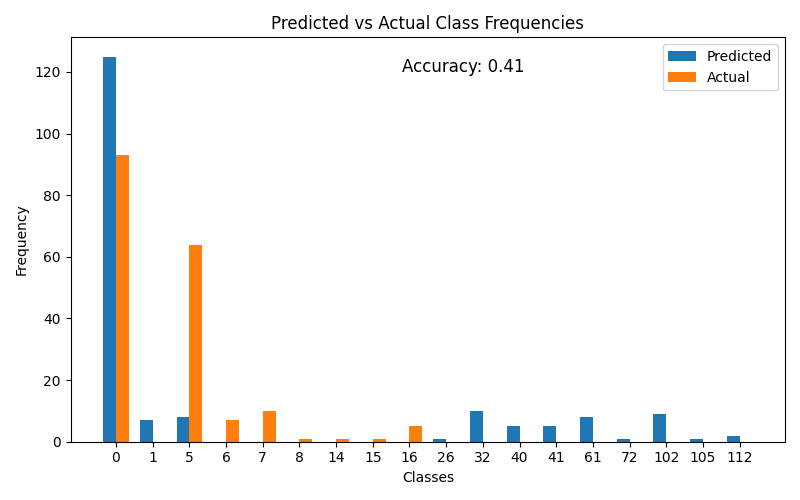 Predicted vs Actual Class Frequencies
Accuracy: 0.41
Predicted
Actual
Frequency
120
100
80
60
40
20
0
0 1 5 6 7 8 14 15 16 26 32 40 41 61 72 102 105 112
Classes